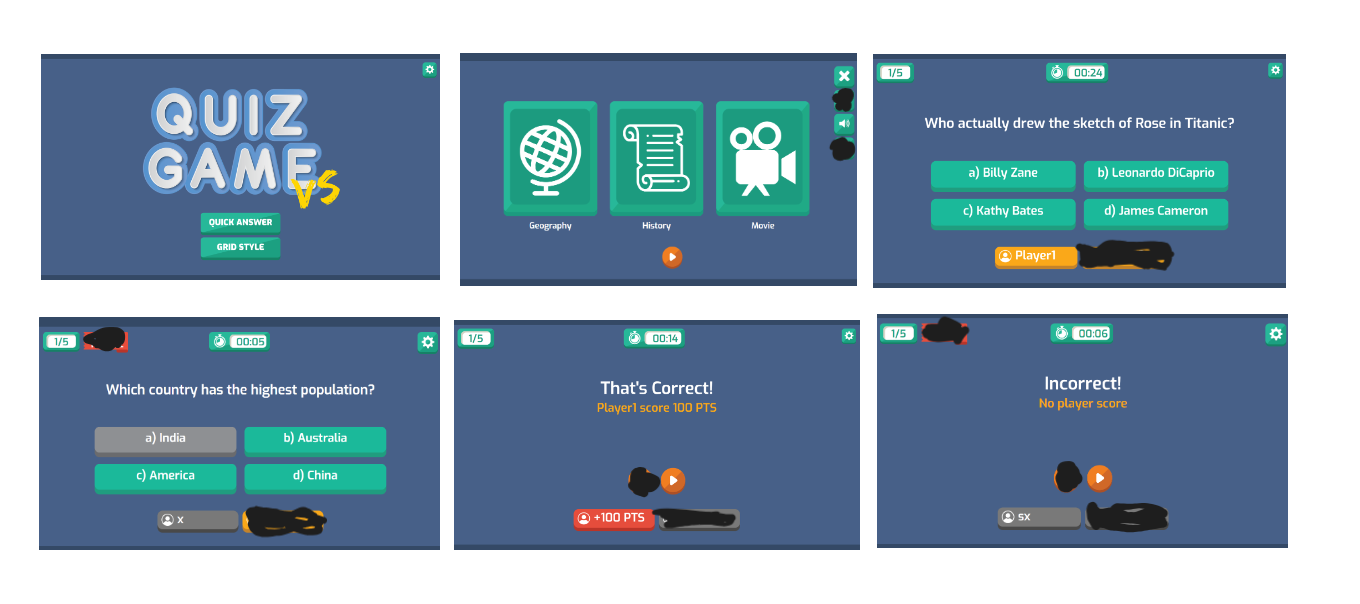 QUIZ
GAME
VS
QUICK ANSWER
GRID STYLE
Geography
History
Movie
1/5
00:24
Who actually drew the sketch of Rose in Titanic?
a) Billy Zane
b) Leonardo DiCaprio
c) Kathy Bates
d) James Cameron
Player1
1/5
00:05
Which country has the highest population?
a) India
b) Australia
c) America
d) China
x
1/5
00:14
That's Correct!
Player1 score 100 PTS
+100 PTS
1/5
00:06
Incorrect!
No player score
sx